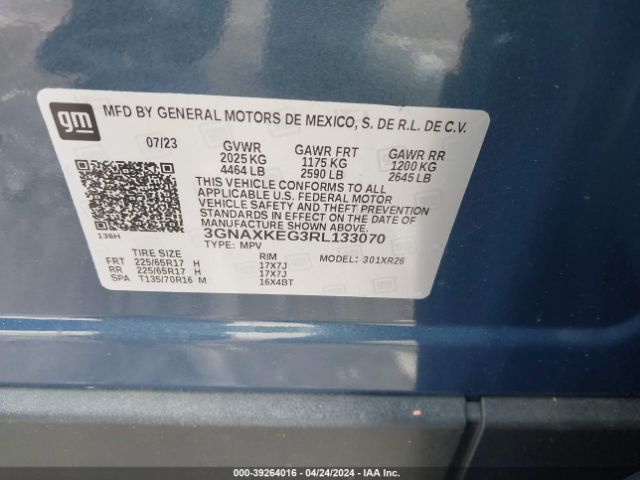 gm
MFD BY GENERAL MOTORS DE MEXICO, S. DE R.L. DE C.V.
07/23 GVWR GAWR FRT GAWR RR
2025 KG 1175 KG 1200 KG
4464 LB 2590 LB 2645 LB
THIS VEHICLE CONFORMS TO ALL
APPLICABLE U.S. FEDERAL MOTOR
VEHICLE SAFETY AND THEFT
PREVENTION STANDARDS IN
EFFECT ON THE DATE OF
MANUFACTURE SHOWN ABOVE.
136H 3GNAXKEG3RL133070
TYPE: MPV
TIRE SIZE RIM MODEL: 301XR26
FRT 225/65R17 H 17X7J
RR 225/65R17 H 17X7J
SPA T135/70R16 M 16X4BT
000-39264016 - 04/24/2024 - IAAI.COM